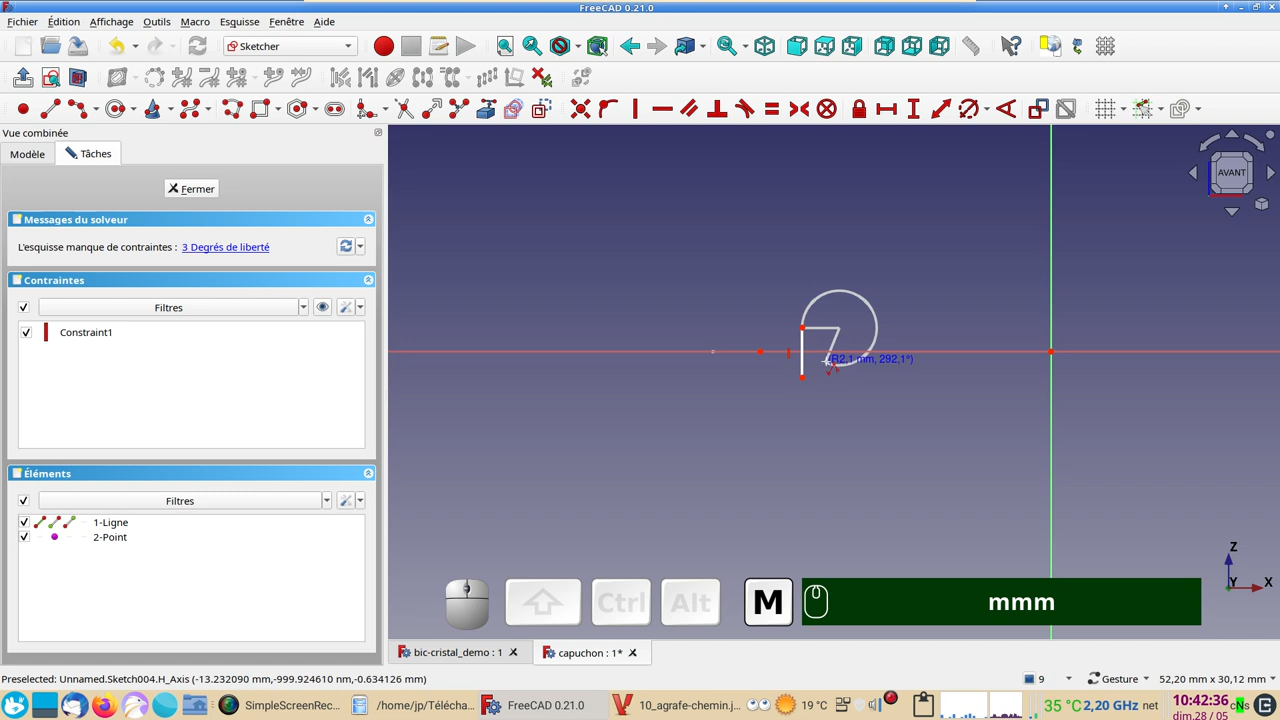 FreeCAD 0.21.0
Fichier Édition Affichage Outils Macro Esquisse Fenêtre Aide
Sketcher
Vue combinée
Modèle Tâches
Fermer
Messages du solveur
L'esquisse manque de contraintes : 3 Degrés de liberté
Contraintes
Filtres
Constraint1
Éléments
Filtres
1-Ligne
2-Point
AVANT
(R2,1 mm, 292,1°)
Z
Y X
Ctrl Alt M mmm
bic-cristal_demo : 1 capuchon : 1*
Preselected: Unnamed.Sketch004.H_Axis (-13.232090 mm,-999.924610 mm,-0.634126 mm) 9 Gesture 52,20 mm x 30,12 mm
SimpleScreenRec... /home/jp/Télécha... FreeCAD 0.21.0 10_agrafe-chemin.j... 19 °C 35 °C 2,20 GHz net 10:42:36 dim.28 / 05